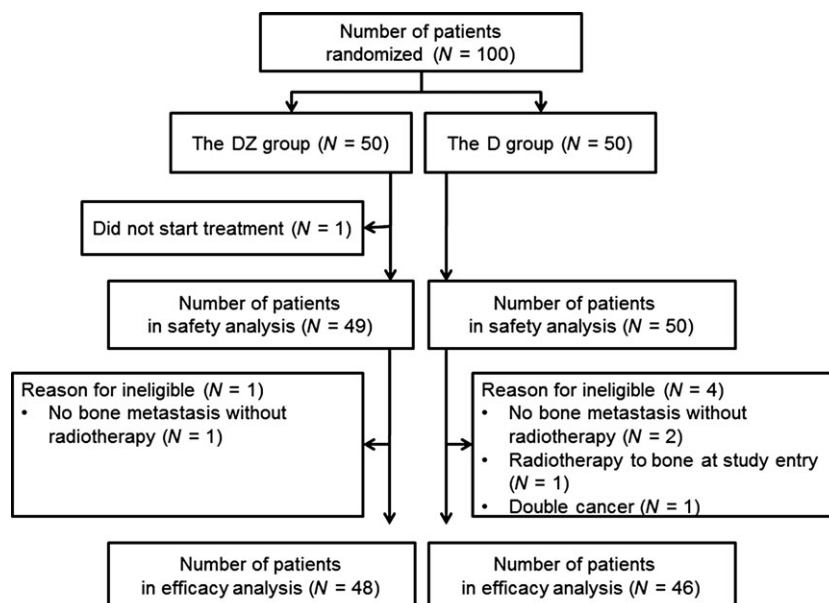 Number of patients
randomized (N = 100)
The DZ group (N = 50)
The D group (N = 50)
Did not start treatment (N = 1)
Number of patients
in safety analysis (N = 49)
Number of patients
in safety analysis (N = 50)
Reason for ineligible (N = 1)
• No bone metastasis without
radiotherapy (N = 1)
Reason for ineligible (N = 4)
• No bone metastasis without
radiotherapy (N = 2)
• Radiotherapy to bone at study entry
(N = 1)
• Double cancer (N = 1)
Number of patients
in efficacy analysis (N = 48)
Number of patients
in efficacy analysis (N = 46)